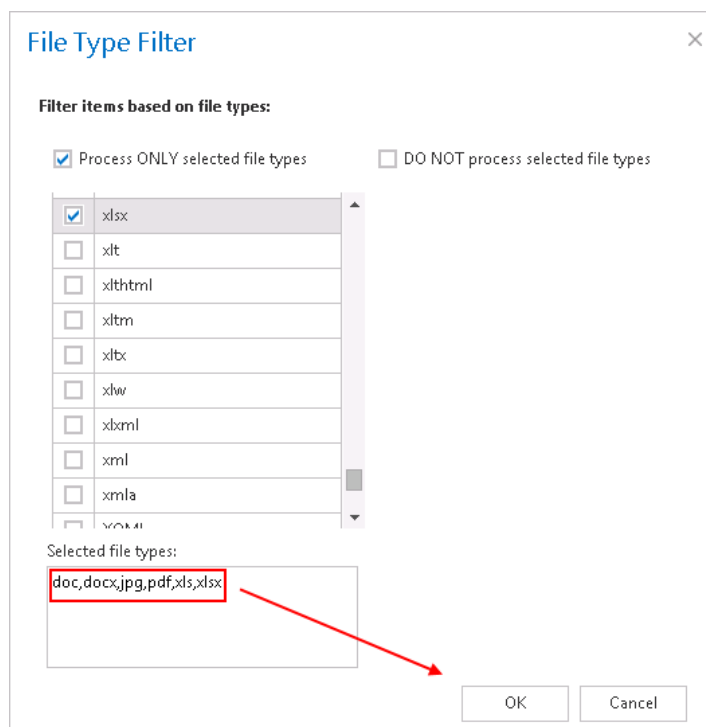 File Type Filter
Filter items based on file types:
Process ONLY selected file types
DO NOT process selected file types
xlsx
xlt
xlthtml
xltm
xltx
xlw
xlxml
xml
xmla
Selected file types:
doc,docx,jpg,pdf,xls,xlsx
OK
Cancel